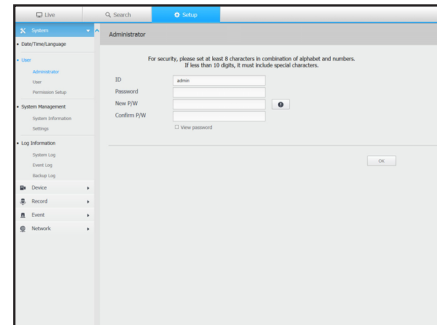 Live
Search
Setup
System
Date/Time/Language
User
Administrator
User
Permission Setup
System Management
System Information
Settings
Log Information
System Log
Event Log
Backup Log
Device
Record
Event
Network
Administrator
For security, please set at least 8 characters in combination of alphabet and numbers.
If less than 10 digits, it must include special characters.
ID
admin
Password
New P/W
Confirm P/W
View password
OK